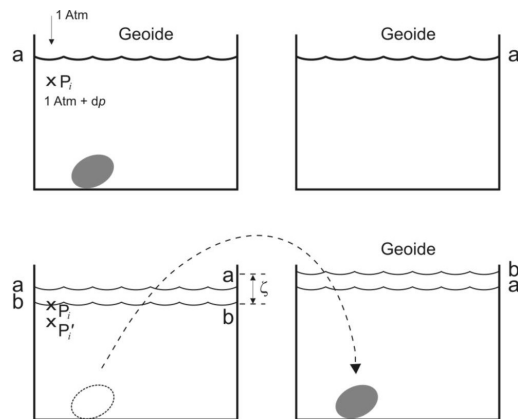 1 Atm
Geoide
Geoide
a
a
× Pi
1 Atm + dp
Geoide
a
a
b
ζ
b
a
b
× Pi
× Pi'